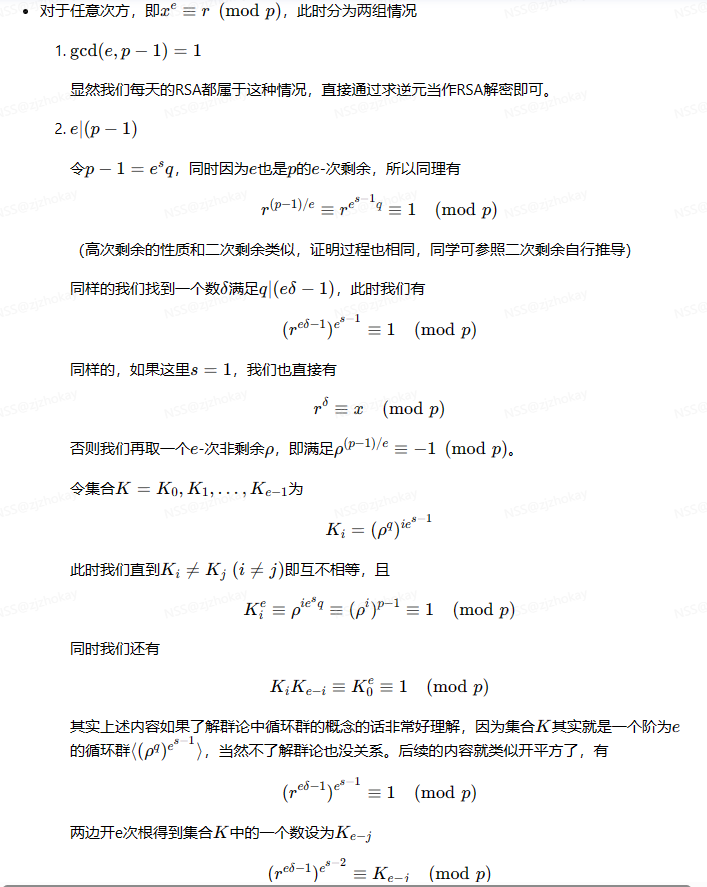 • 对于任意次方，即$x^e \equiv r \pmod p$，此时分为两组情况
1. $\gcd(e, p-1) = 1$
显然我们每天的RSA都属于这种情况，直接通过求逆元当作RSA解密即可。
2. $e|(p-1)$
令$p-1 = e^s q$，同时因为$e$也是$p$的$e$-次剩余，所以同理有
$r^{(p-1)/e} \equiv r^{e^{s-1}q} \equiv 1 \pmod p$
（高次剩余的性质和二次剩余类似，证明过程也相同，同学可参照二次剩余自行推导）
同样的我们找到一个数$\delta$满足$q|(e\delta-1)$，此时我们有
$(r^{e\delta-1})^{e^{s-1}} \equiv 1 \pmod p$
同样的，如果这里$s = 1$，我们也直接有
$r^\delta \equiv x \pmod p$
否则我们再取一个$e$-次非剩余$\rho$，即满足$\rho^{(p-1)/e} \equiv -1 \pmod p$。
令集合$K = K_0, K_1, \ldots, K_{e-1}$为
$K_i = (\rho^q)^{ie^{s-1}}$
此时我们直到$K_i \neq K_j \ (i \neq j)$即互不相等，且
$K_i^e \equiv \rho^{ie^s q} \equiv (\rho^i)^{p-1} \equiv 1 \pmod p$
同时我们还有
$K_i K_{e-i} \equiv K_0^e \equiv 1 \pmod p$
其实上述内容如果了解群论中循环群的概念的话非常好理解，因为集合$K$其实就是一个阶为$e$
的循环群$\langle(\rho^q)^{e^{s-1}}\rangle$，当然不了解群论也没关系。后续的内容就类似开平方了，有
$(r^{e\delta-1})^{e^{s-1}} \equiv 1 \pmod p$
两边开e次根得到集合$K$中的一个数设为$K_{e-j}$
$(r^{e\delta-1})^{e^{s-2}} \equiv K_{e-j} \pmod p$